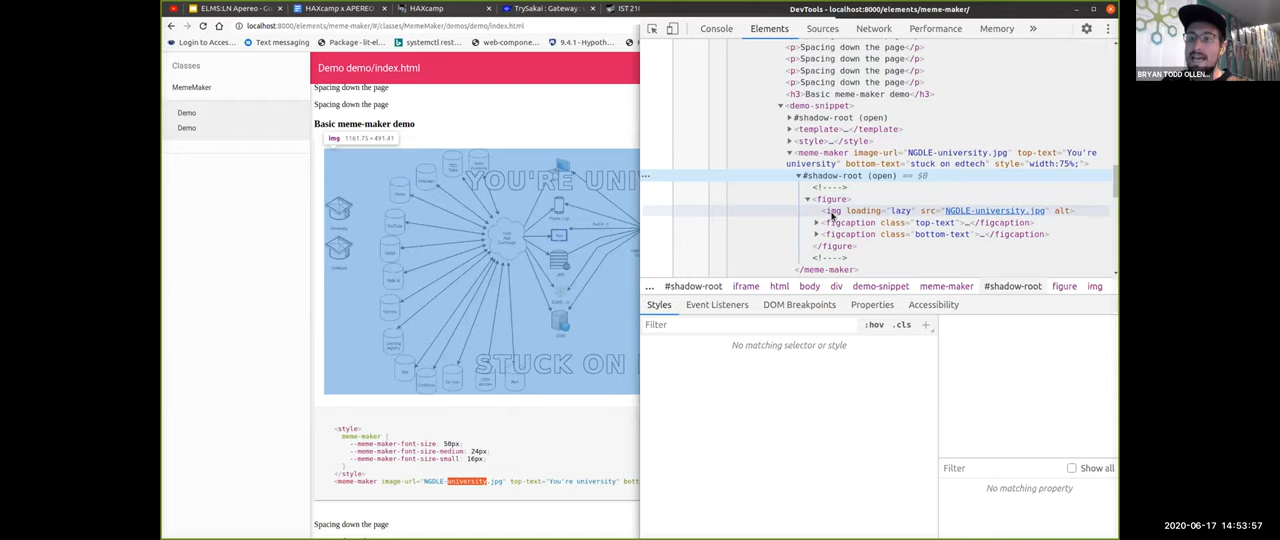 ELMS:LN Apereo - Go
HAXcamp x APEREO
HAXcamp
TrySakai : Gateway :
IST 210
DevTools - localhost:8000/elements/meme-maker/
localhost:8000/elements/meme-maker/#/classes/MemeMaker/demos/demo/index.html
Login to Acces...
Text messaging
Package - lit-el...
systemctl rest...
web-compone...
9.4.1 - Hypoth...
Console
Elements
Sources
Network
Performance
Memory
Classes
MemeMaker
Demo
Demo
Demo demo/index.html
Spacing down the page
Spacing down the page
Basic meme-maker demo
img 1161.75 × 491.41
YOU'RE UNI
STUCK ON
<style>
meme-maker {
--meme-maker-font-size: 50px;
--meme-maker-font-size-medium: 24px;
--meme-maker-font-size-small: 16px;
}
</style>
<meme-maker image-url="NGDLE-university.jpg" top-text="You're university" bott
Spacing down the page
<p>Spacing down the page</p>
<p>Spacing down the page</p>
<p>Spacing down the page</p>
<p>Spacing down the page</p>
<h3>Basic meme-maker demo</h3>
<demo-snippet>
#shadow-root (open)
<template>…</template>
<style>…</style>
<meme-maker image-url="NGDLE-university.jpg" top-text="You're
university" bottom-text="stuck on edtech" style="width:75%;">
#shadow-root (open) == $0
<!---->
<figure>
<img loading="lazy" src="NGDLE-university.jpg" alt>
<figcaption class="top-text">…</figcaption>
<figcaption class="bottom-text">…</figcaption>
</figure>
<!---->
</meme-maker>
... #shadow-root iframe html body div demo-snippet meme-maker #shadow-root figure img
Styles
Event Listeners
DOM Breakpoints
Properties
Accessibility
Filter
:hov .cls +
No matching selector or style
Filter
Show all
No matching property
BRYAN TODD OLLEN...
2020-06-17 14:53:57